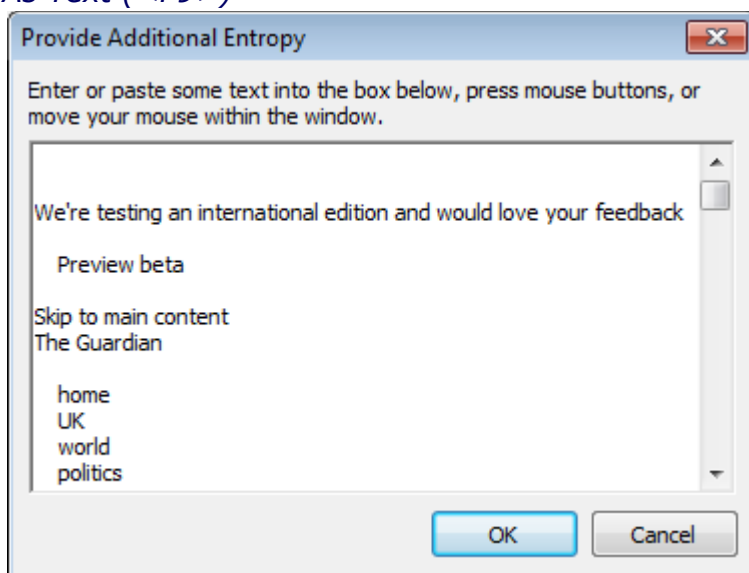 Provide Additional Entropy
Enter or paste some text into the box below, press mouse buttons, or
move your mouse within the window.
We're testing an international edition and would love your feedback
Preview beta
Skip to main content
The Guardian
home
UK
world
politics
OK Cancel